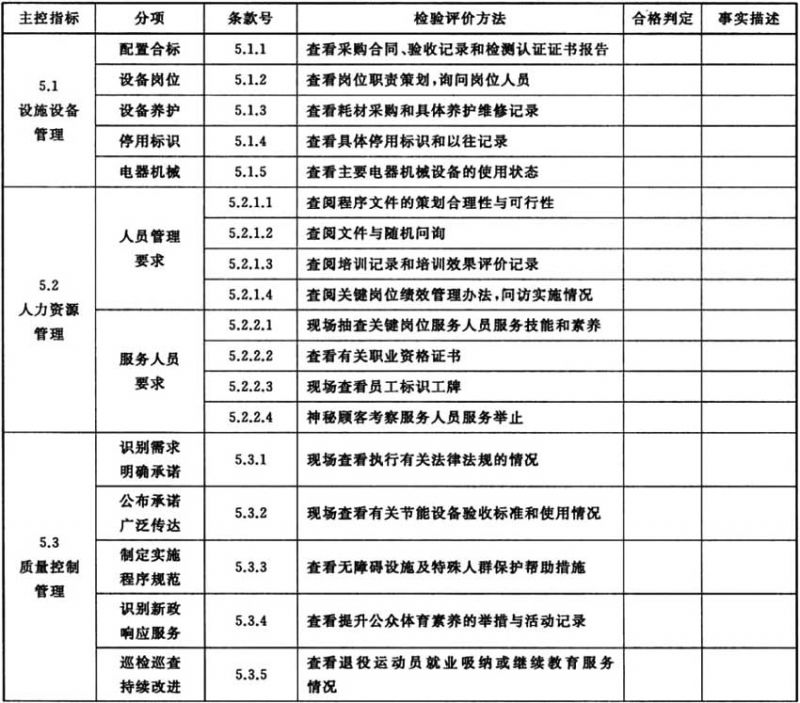 主控指标 分项 条款号 检验评价方法 合格判定 事实描述
5.1
设施设备
管理
配置合标 5.1.1 查看采购合同、验收记录和检测认证证书报告
设备岗位 5.1.2 查看岗位职责策划,询问岗位人员
设备养护 5.1.3 查看耗材采购和具体养护维修记录
停用标识 5.1.4 查看具体停用标识和以往记录
电器机械 5.1.5 查看主要电器机械设备的使用状态
5.2
人力资源
管理
人员管理
要求
5.2.1.1 查阅程序文件的策划合理性与可行性
5.2.1.2 查阅文件与随机问询
5.2.1.3 查阅培训记录和培训效果评价记录
5.2.1.4 查阅关键岗位绩效管理办法,问访实施情况
服务人员
要求
5.2.2.1 现场抽查关键岗位服务人员服务技能和素养
5.2.2.2 查看有关职业资格证书
5.2.2.3 现场查看员工标识工牌
5.2.2.4 神秘顾客考察服务人员服务举止
5.3
质量控制
管理
识别需求
明确承诺
5.3.1 现场查看执行有关法律法规的情况
公布承诺
广泛传达
5.3.2 现场查看有关节能设备验收标准和使用情况
制定实施
程序规范
5.3.3 查看无障碍设施及特殊人群保护帮助措施
识别新政
响应服务
5.3.4 查看提升公众体育素养的举措与活动记录
巡检巡查
持续改进
5.3.5 查看退役运动员就业吸纳或继续教育服务
情况